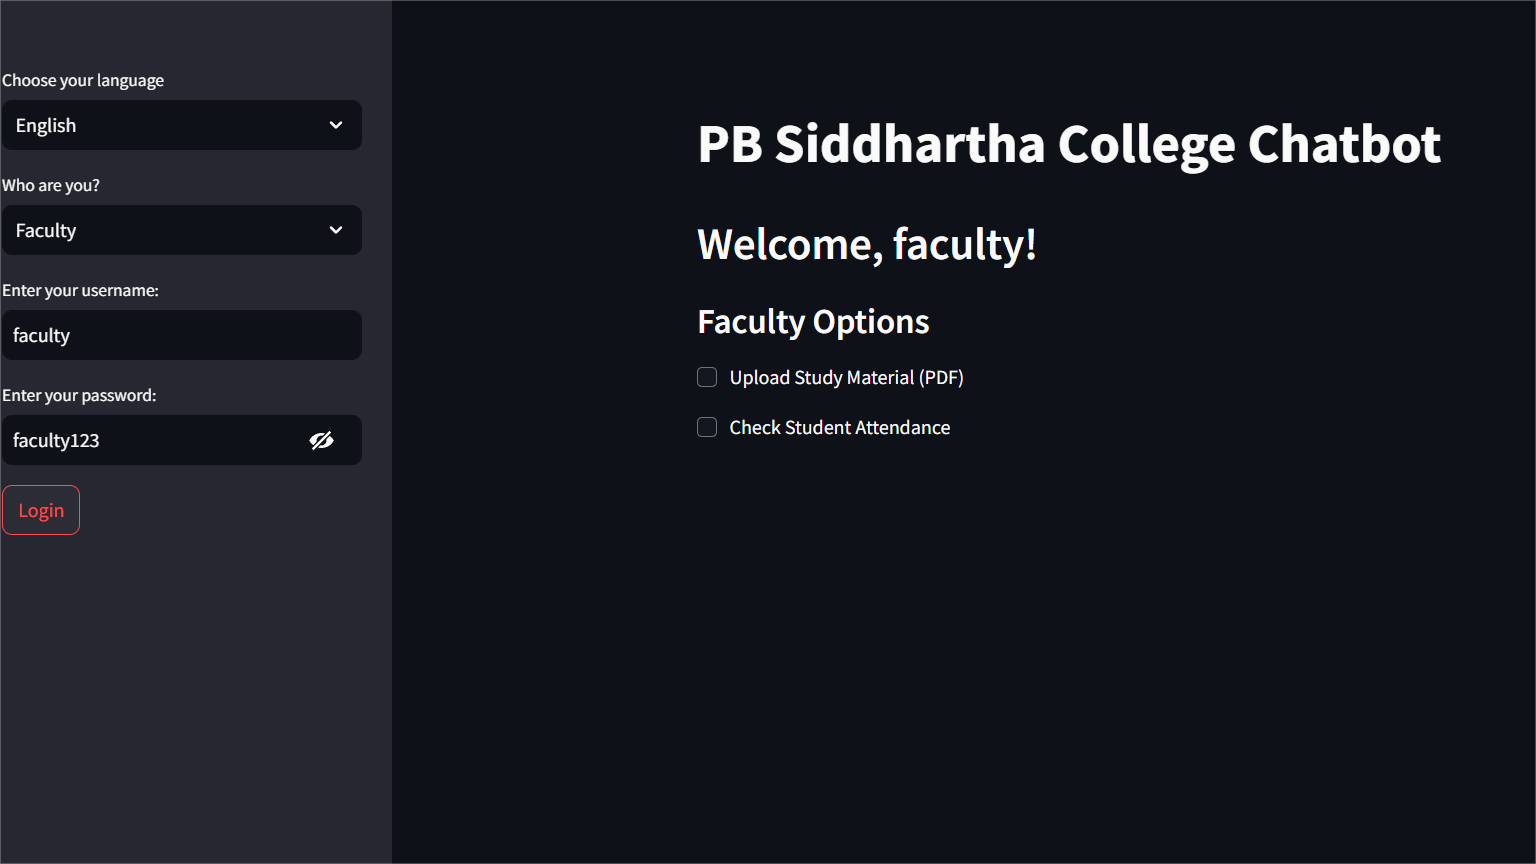 Choose your language
English
Who are you?
Faculty
Enter your username:
faculty
Enter your password:
faculty123
Login
PB Siddhartha College Chatbot
Welcome, faculty!
Faculty Options
Upload Study Material (PDF)
Check Student Attendance